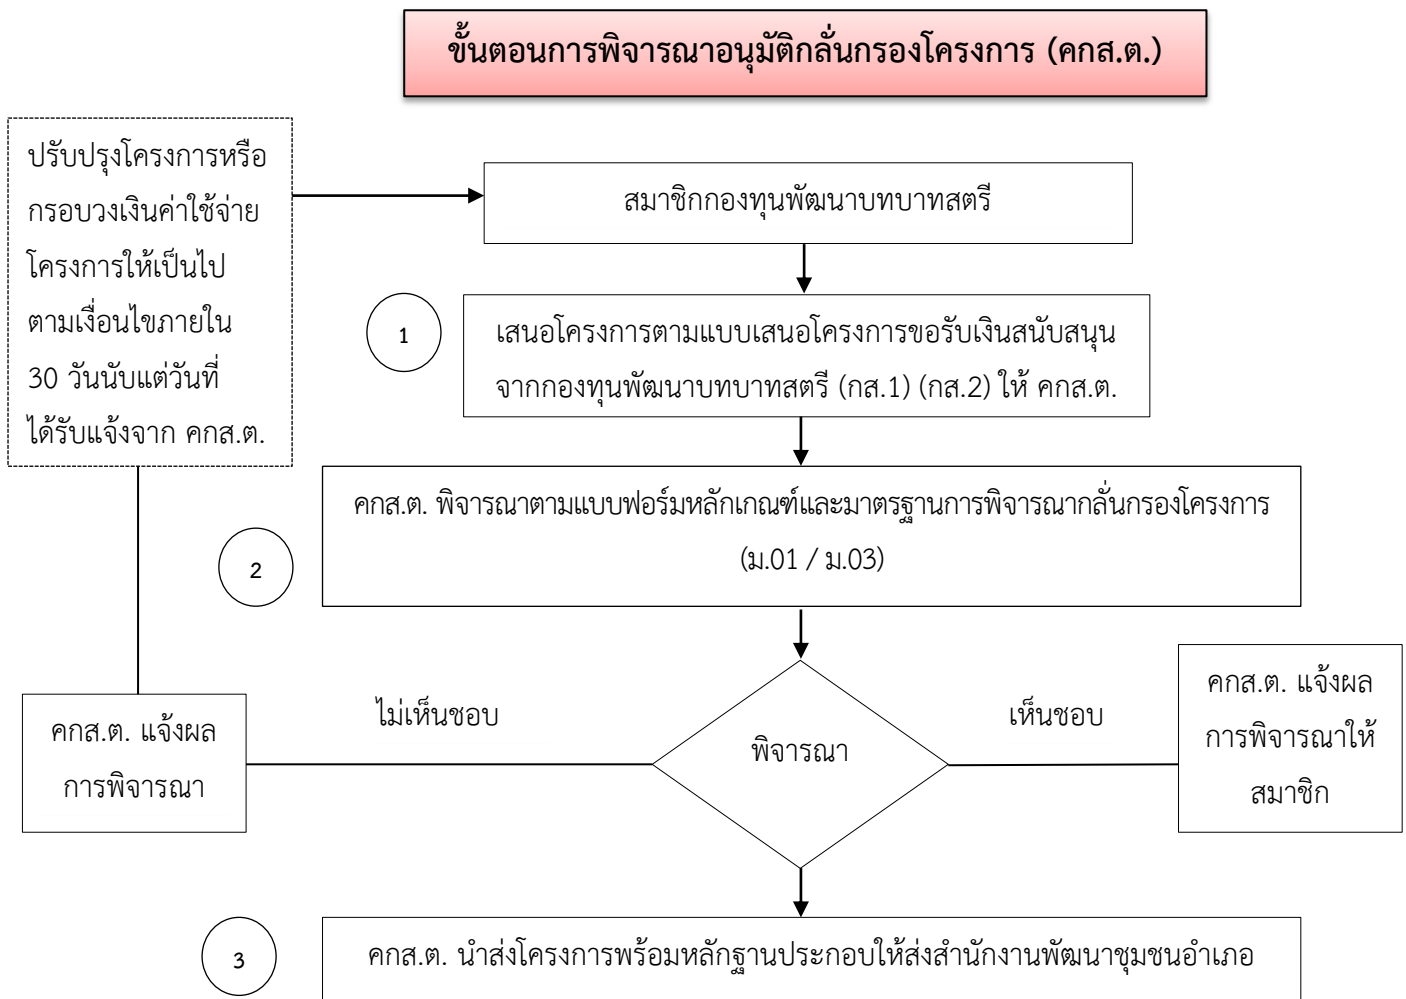 ขั้นตอนการพิจารณาอนุมัติกลั่นกรองโครงการ (คกส.ต.)
ปรับปรุงโครงการหรือ
กรอบวงเงินค่าใช้จ่าย
โครงการให้เป็นไป
ตามเงื่อนไขภายใน
30 วันนับแต่วันที่
ได้รับแจ้งจาก คกส.ต.
สมาชิกกองทุนพัฒนาบทบาทสตรี
1
เสนอโครงการตามแบบเสนอโครงการขอรับเงินสนับสนุน
จากกองทุนพัฒนาบทบาทสตรี (กส.1) (กส.2) ให้ คกส.ต.
2
คกส.ต. พิจารณาตามแบบฟอร์มหลักเกณฑ์และมาตรฐานการพิจารณากลั่นกรองโครงการ
(ม.01 / ม.03)
คกส.ต. แจ้งผล
การพิจารณา
ไม่เห็นชอบ
พิจารณา
เห็นชอบ
คกส.ต. แจ้งผล
การพิจารณาให้
สมาชิก
3
คกส.ต. นำส่งโครงการพร้อมหลักฐานประกอบให้ส่งสำนักงานพัฒนาชุมชนอำเภอ